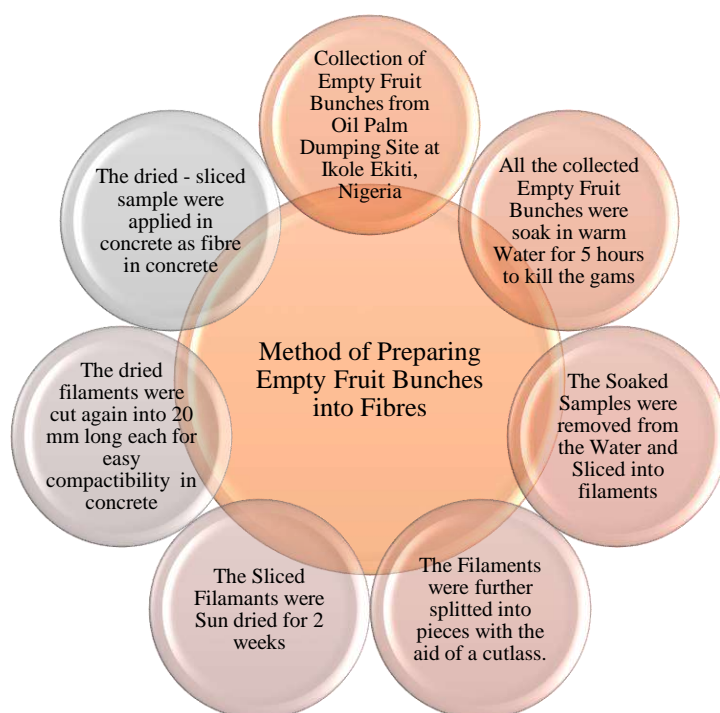 Method of Preparing
Empty Fruit Bunches
into Fibres
Collection of
Empty Fruit
Bunches from
Oil Palm
Dumping Site at
Ikole Ekiti,
Nigeria
All the collected
Empty Fruit
Bunches were
soak in warm
Water for 5 hours
to kill the gams
The Soaked
Samples were
removed from
the Water and
Sliced into
filaments
The Filaments
were further
splitted into
pieces with the
aid of a cutlass.
The Sliced
Filamants were
Sun dried for 2
weeks
The dried
filaments were
cut again into 20
mm long each for
easy
compactibility in
concrete
The dried - sliced
sample were
applied in
concrete as fibre
in concrete